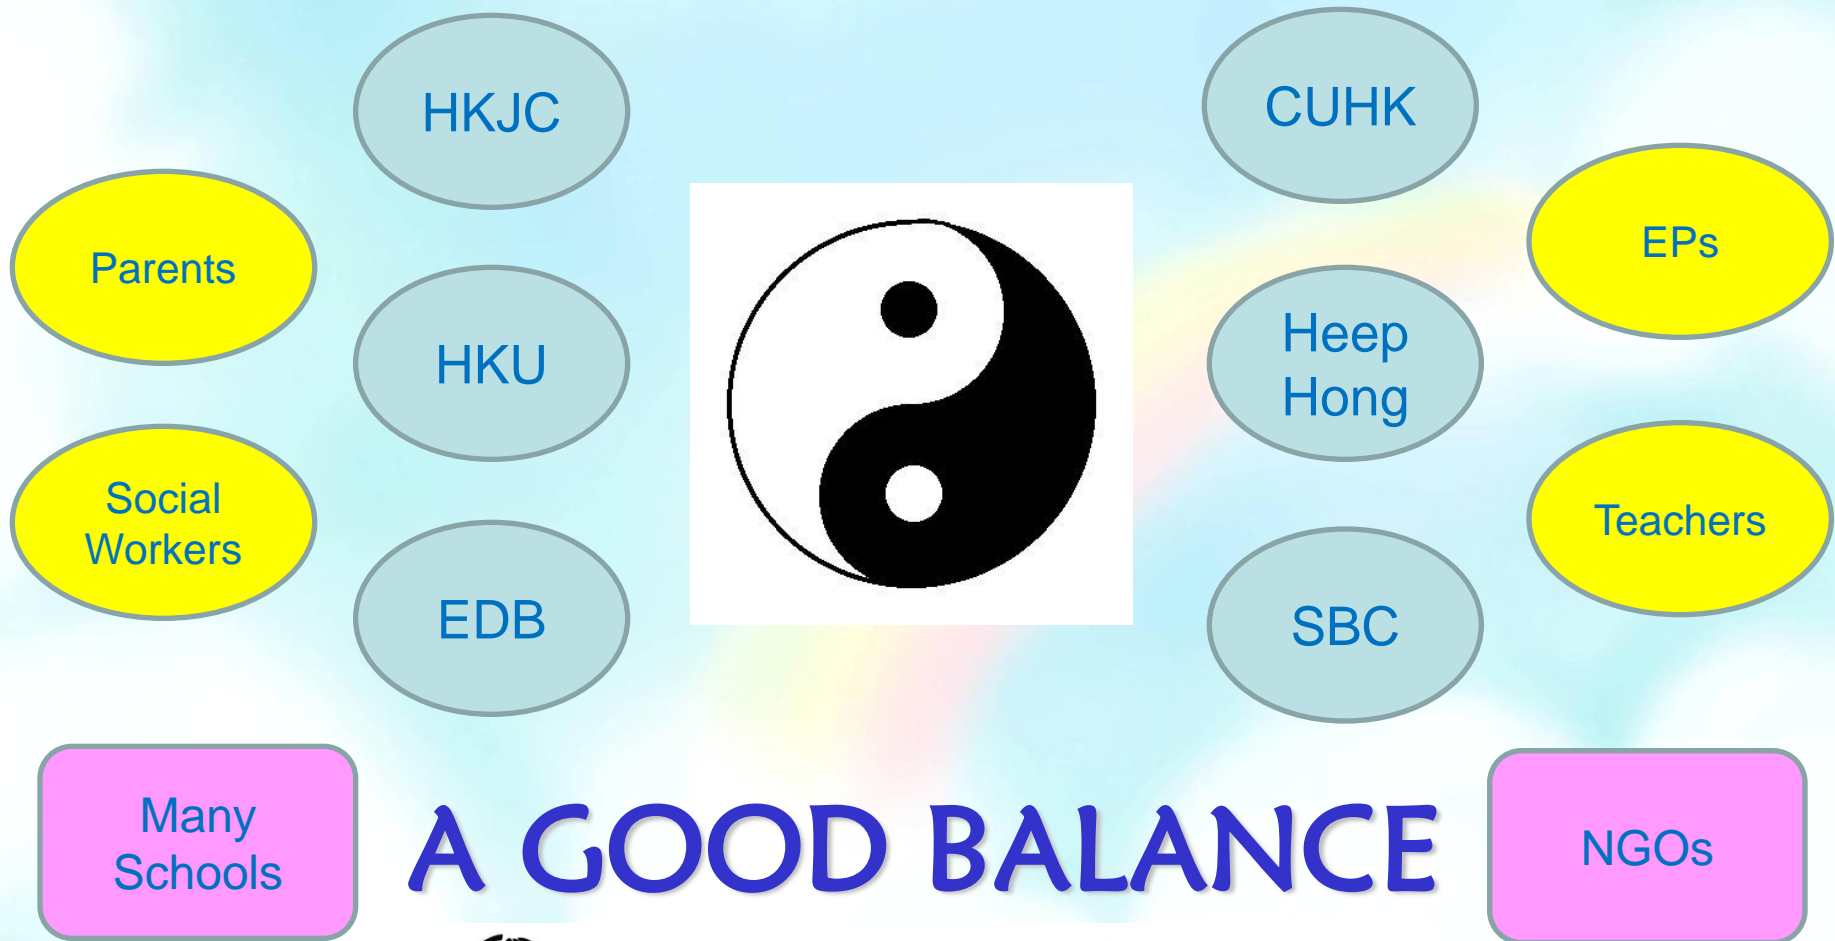 HKJC
CUHK
Parents
EPs
HKU
Heep
Hong
Social
Workers
Teachers
EDB
SBC
Many
Schools
A GOOD BALANCE
NGOs